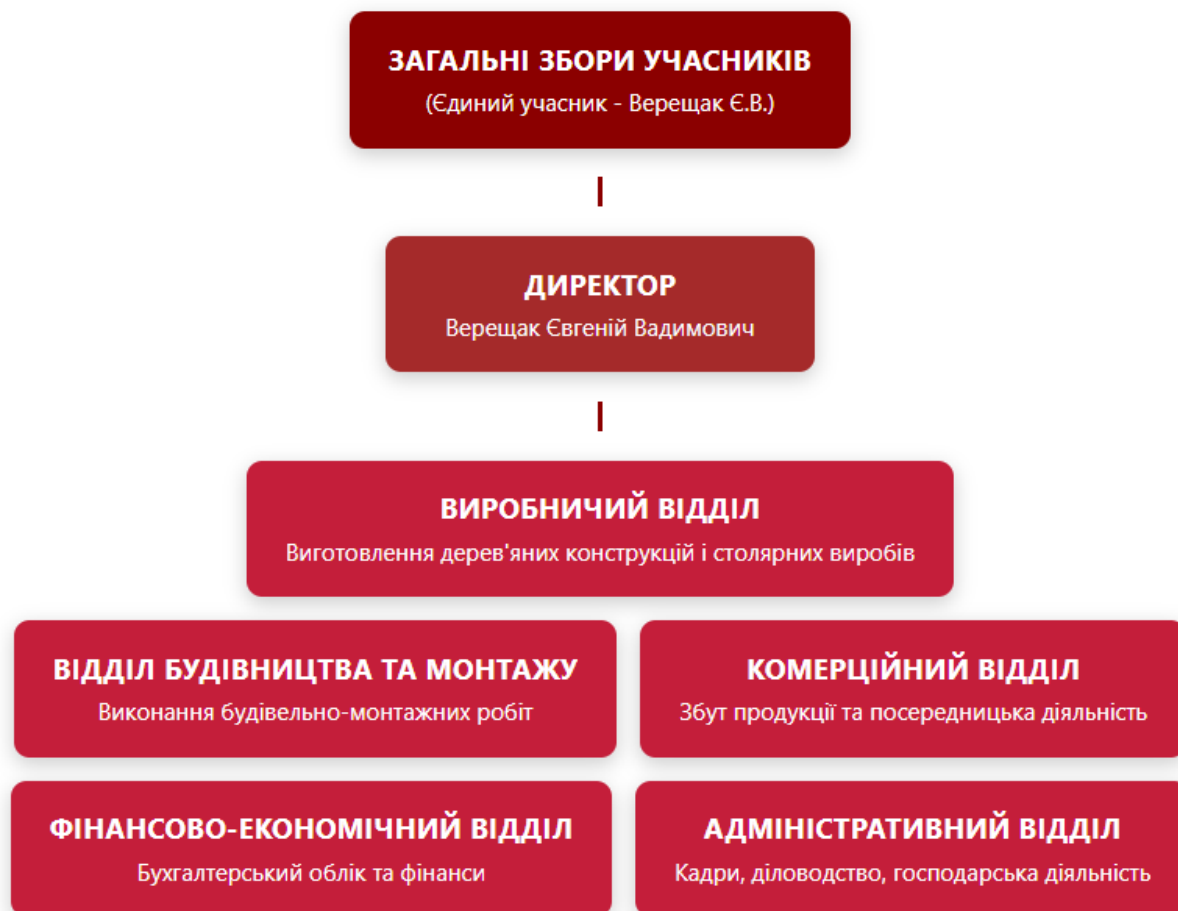 ЗАГАЛЬНІ ЗБОРИ УЧАСНИКІВ
(Єдиний учасник - Верещак Є.В.)
ДИРЕКТОР
Верещак Євгеній Вадимович
ВИРОБНИЧИЙ ВІДДІЛ
Виготовлення дерев'яних конструкцій і столярних виробів
ВІДДІЛ БУДІВНИЦТВА ТА МОНТАЖУ
Виконання будівельно-монтажних робіт
КОМЕРЦІЙНИЙ ВІДДІЛ
Збут продукції та посередницька діяльність
ФІНАНСОВО-ЕКОНОМІЧНИЙ ВІДДІЛ
Бухгалтерський облік та фінанси
АДМІНІСТРАТИВНИЙ ВІДДІЛ
Кадри, діловодство, господарська діяльність